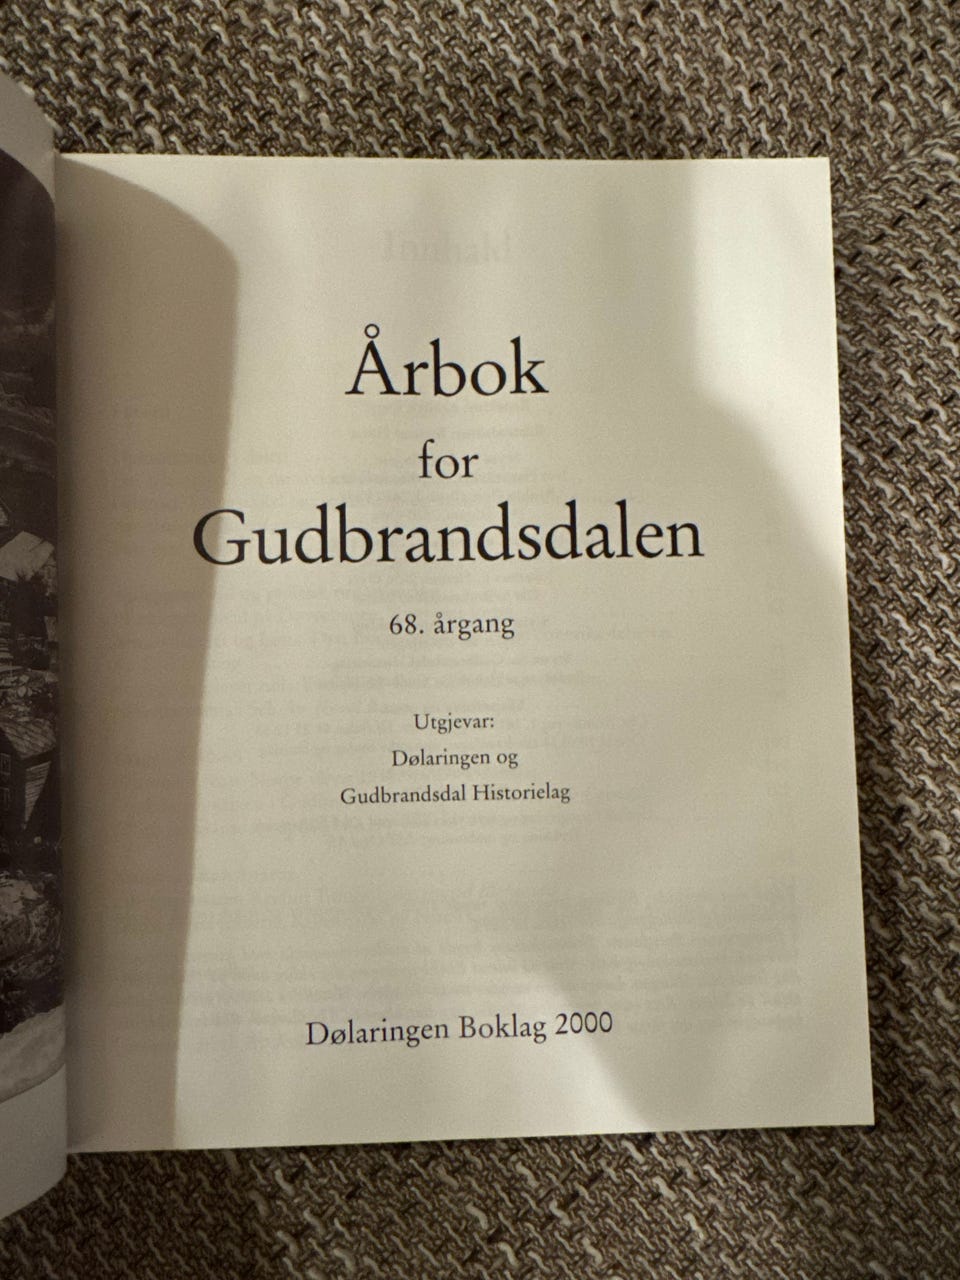 Årbok
for
Gudbrandsdalen
68. årgang
Utgjevar:
Dølaringen og
Gudbrandsdal Historielag
Dølaringen Boklag 2000